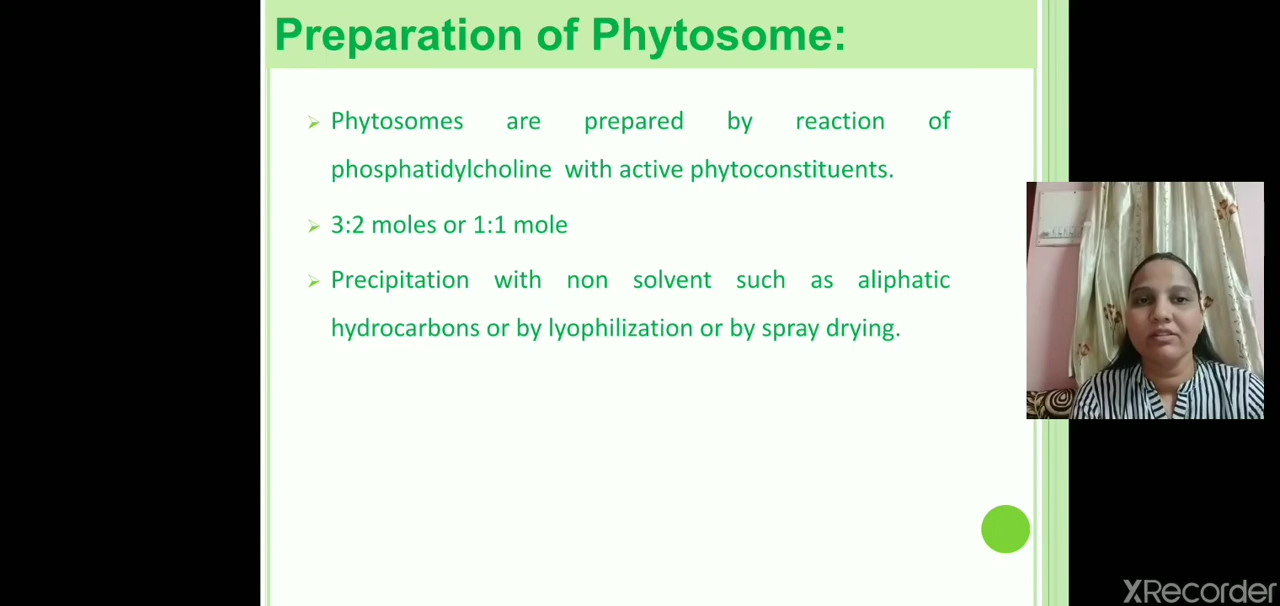 Preparation of Phytosome:
Phytosomes are prepared by reaction of
phosphatidylcholine with active phytoconstituents.
3:2 moles or 1:1 mole
Precipitation with non solvent such as aliphatic
hydrocarbons or by lyophilization or by spray drying.
XRecorder